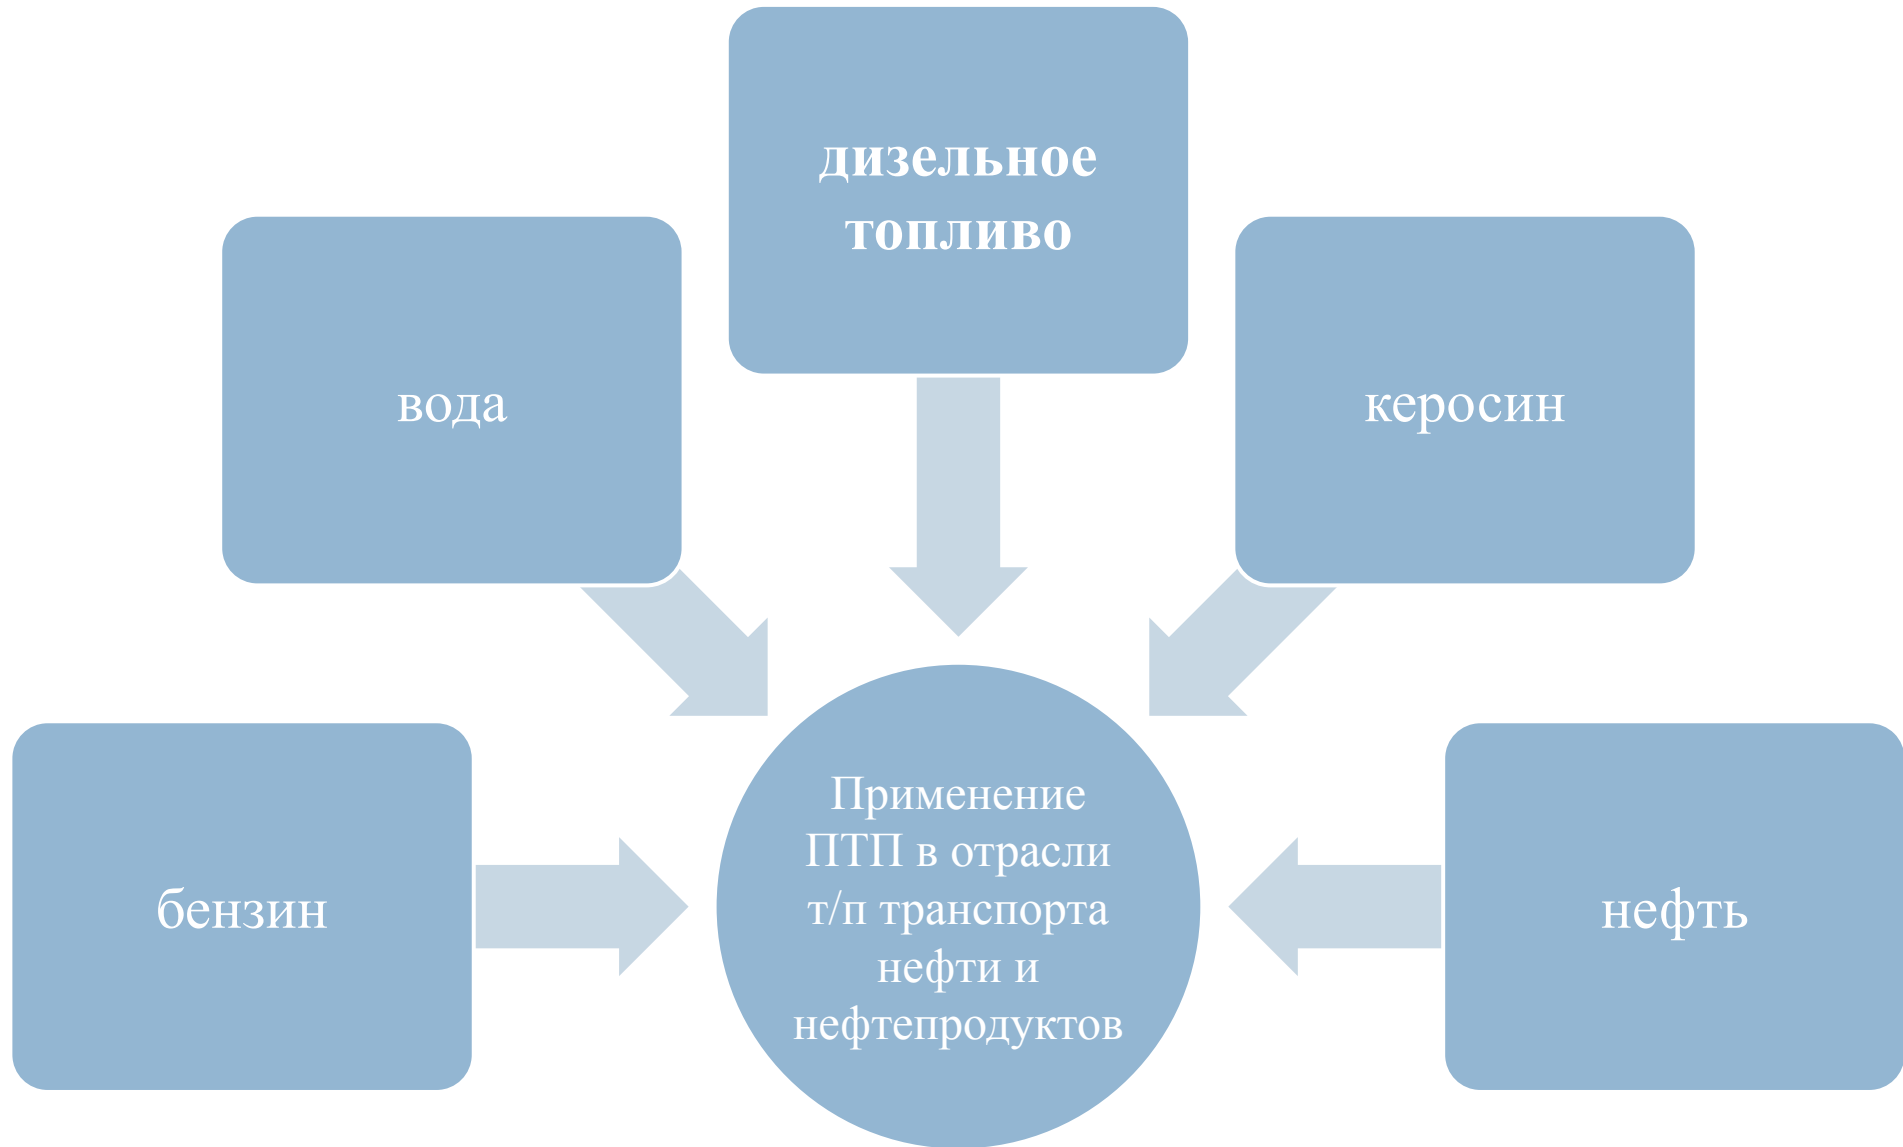 дизельное
топливо
вода
керосин
бензин
Применение
ПТП в отрасли
т/п транспорта
нефти и
нефтепродуктов
нефть